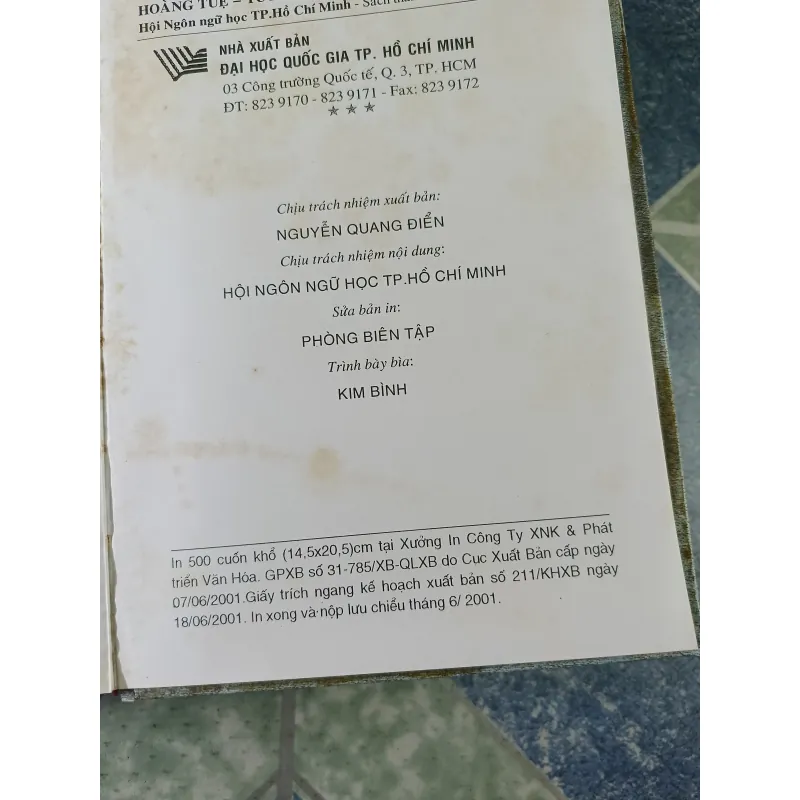 HOÀNG TUỆ –
Hội Ngôn ngữ học TP.Hồ Chí Minh - Sách
NHÀ XUẤT BẢN
ĐẠI HỌC QUỐC GIA TP. HỒ CHÍ MINH
03 Công trường Quốc tế, Q. 3, TP. HCM
ĐT: 823 9170 - 823 9171 - Fax: 823 9172
★ ★ ★
Chịu trách nhiệm xuất bản:
NGUYỄN QUANG ĐIỂN
Chịu trách nhiệm nội dung:
HỘI NGÔN NGỮ HỌC TP.HỒ CHÍ MINH
Sửa bản in:
PHÒNG BIÊN TẬP
Trình bày bìa:
KIM BÌNH
In 500 cuốn khổ (14,5x20,5)cm tại Xưởng In Công Ty XNK & Phát
triển Văn Hóa. GPXB số 31-785/XB-QLXB do Cục Xuất Bản cấp ngày
07/06/2001.Giấy trích ngang kế hoạch xuất bản số 211/KHXB ngày
18/06/2001. In xong và nộp lưu chiểu tháng 6/ 2001.